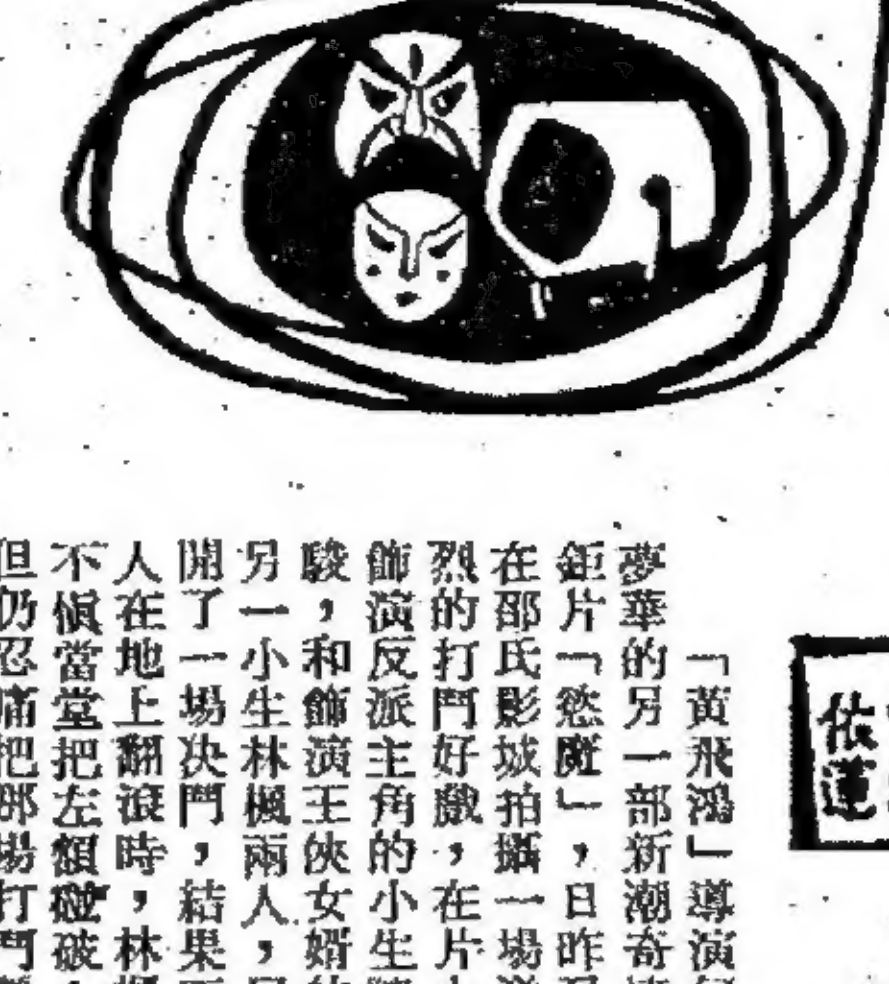 依蓮
「黃飛鴻」導演
夢華的另一部新潮奇
鉅片「慾魔」，日昨
在邵氏影城拍攝一場
烈的打鬥好戲，在片
飾演反派主角的小生
駿，和飾演王俠女婿
另一小生林楓兩人，
開了一場決鬥，結果
人在地上翻滾時，林
不慎當堂把左額碰破
但仍忍痛把那場打鬥